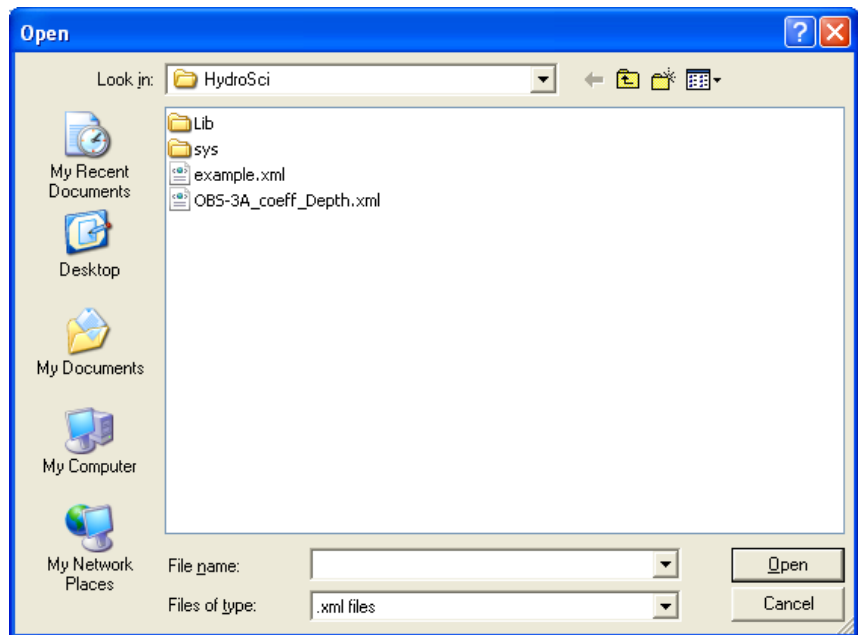 Open
Look in: HydroSci
Lib
sys
example.xml
OBS-3A_coeff_Depth.xml
My Recent
Documents
Desktop
My Documents
My Computer
My Network
Places
File name:
Open
Files of type: .xml files
Cancel